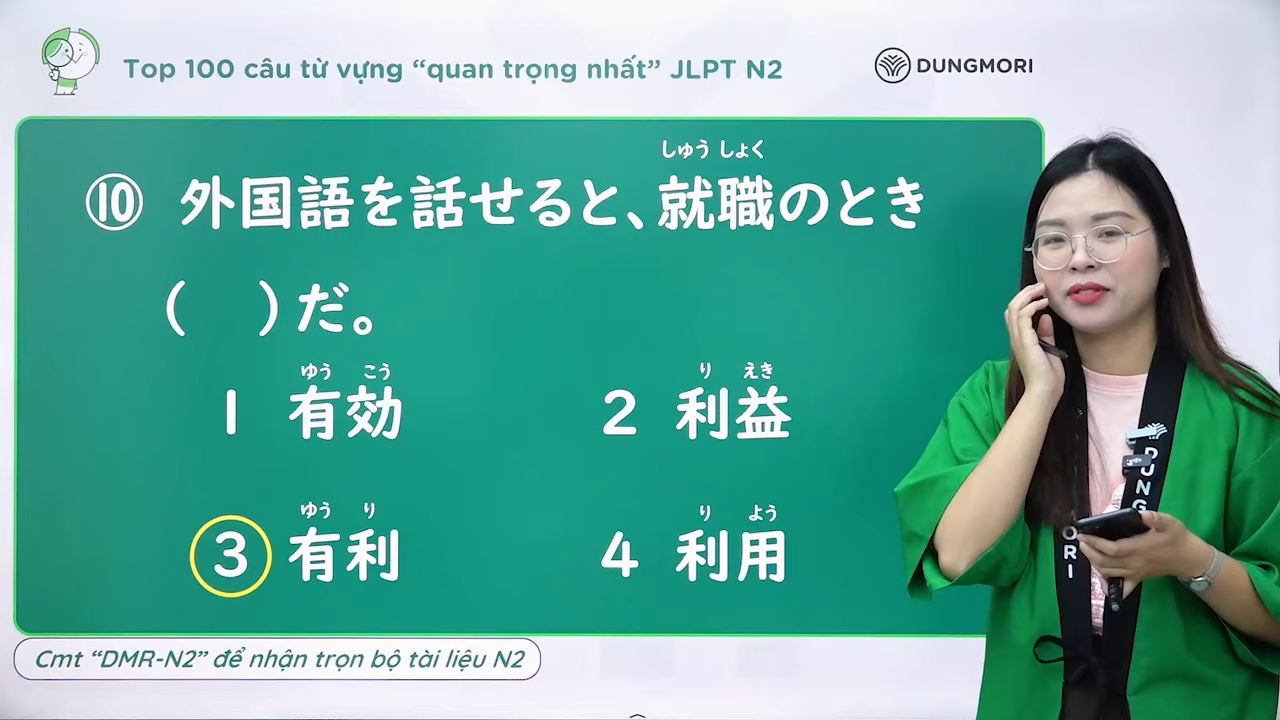 Top 100 câu từ vựng “quan trọng nhất” JLPT N2
DUNGMORI
しゅう しょく
⑩ 外国語を話せると、就職のとき
( )だ。
ゆう こう
1 有効
り えき
2 利益
ゆう り
3 有利
り よう
4 利用
Cmt “DMR-N2” để nhận trọn bộ tài liệu N2
DUNG
ORI